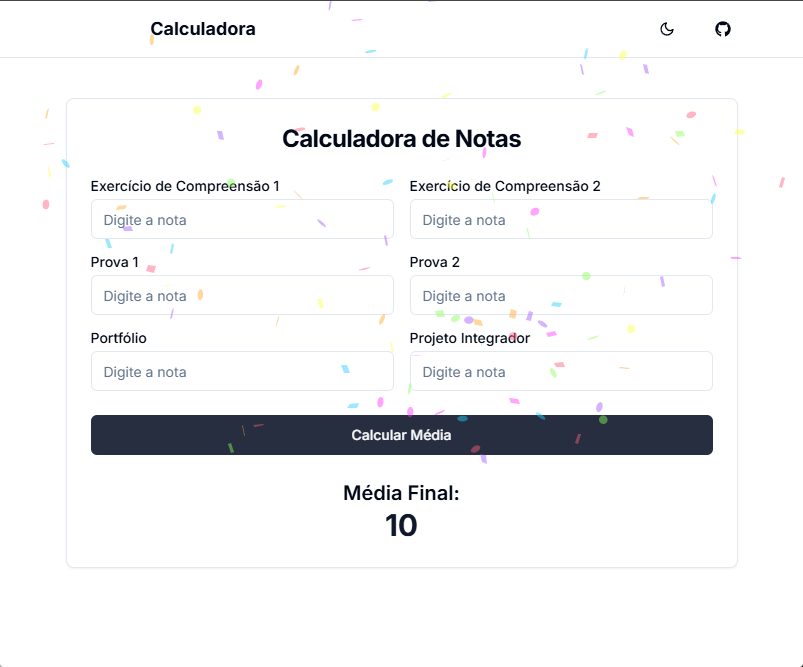 Calculadora
Calculadora de Notas
Exercício de Compreensão 1
Exercício de Compreensão 2
Digite a nota
Digite a nota
Prova 1
Prova 2
Digite a nota
Digite a nota
Portfólio
Projeto Integrador
Digite a nota
Digite a nota
Calcular Média
Média Final:
10